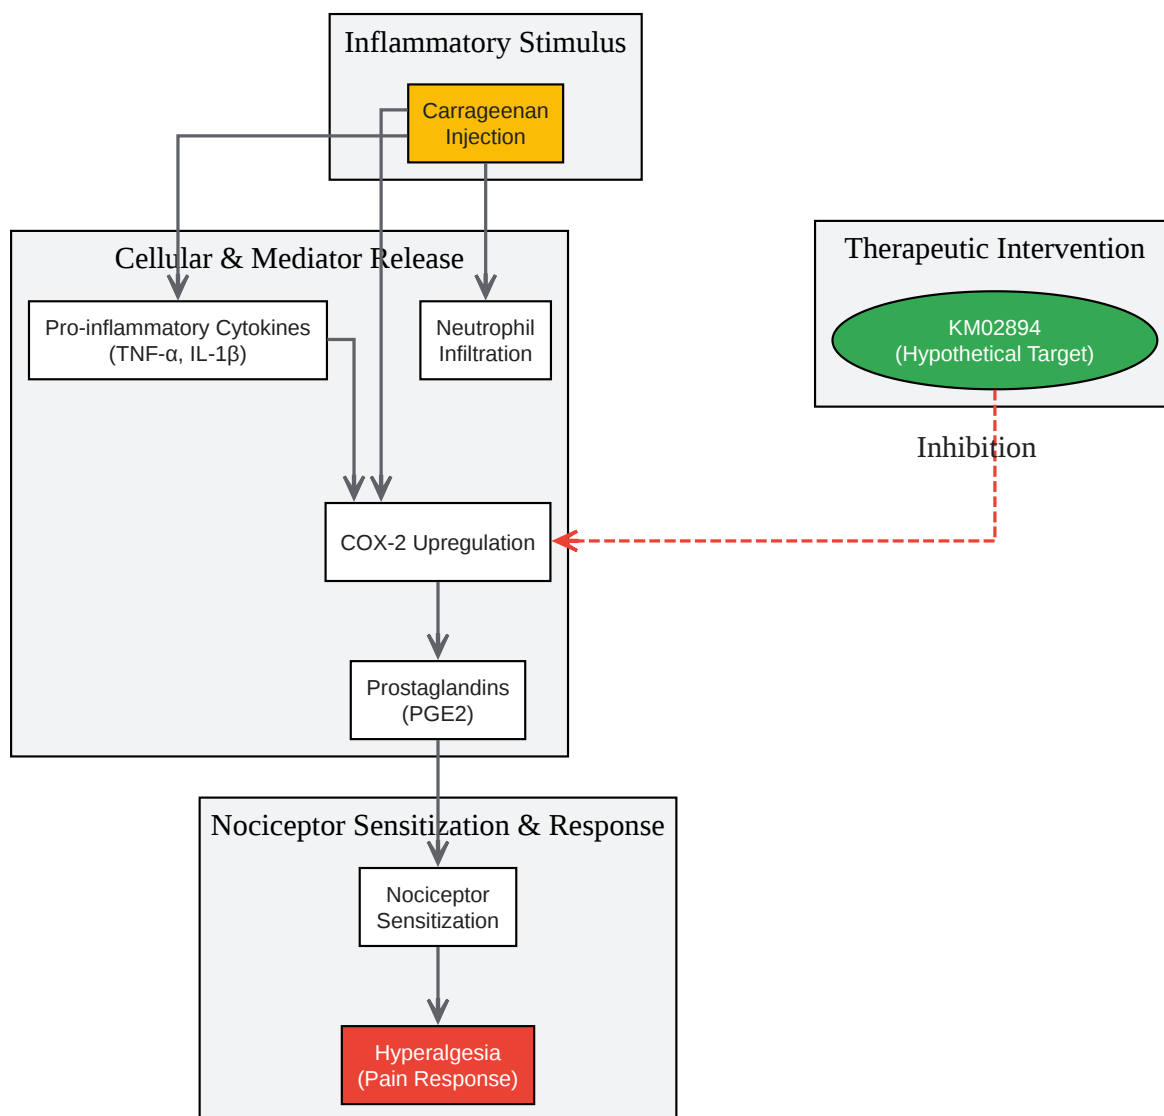 Inflammatory Stimulus
Carrageenan
Injection
Cellular & Mediator Release
Pro-inflammatory Cytokines
(TNF-α, IL-1β)
Neutrophil
Infiltration
Therapeutic Intervention
KM02894
(Hypothetical Target)
Inhibition
COX-2 Upregulation
Prostaglandins
(PGE2)
Nociceptor Sensitization & Response
Nociceptor
Sensitization
Hyperalgesia
(Pain Response)